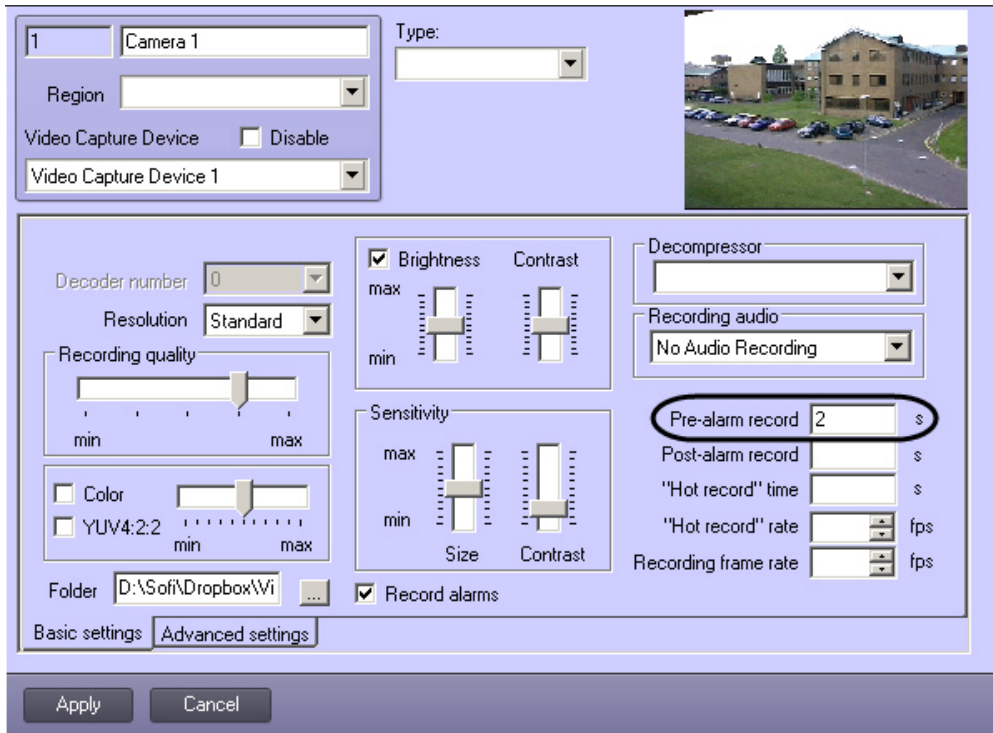 1
Camera 1
Type:
Region
Video Capture Device
Disable
Video Capture Device 1
Decoder number
0
Resolution
Standard
Recording quality
min
max
Color
YUV4:2:2
min
max
Folder
D:\Sofi\Dropbox\Vi
...
Brightness
Contrast
max
min
Sensitivity
max
min
Size
Contrast
Record alarms
Decompressor
Recording audio
No Audio Recording
Pre-alarm record
2
s
Post-alarm record
s
"Hot record" time
s
"Hot record" rate
fps
Recording frame rate
fps
Basic settings
Advanced settings
Apply
Cancel